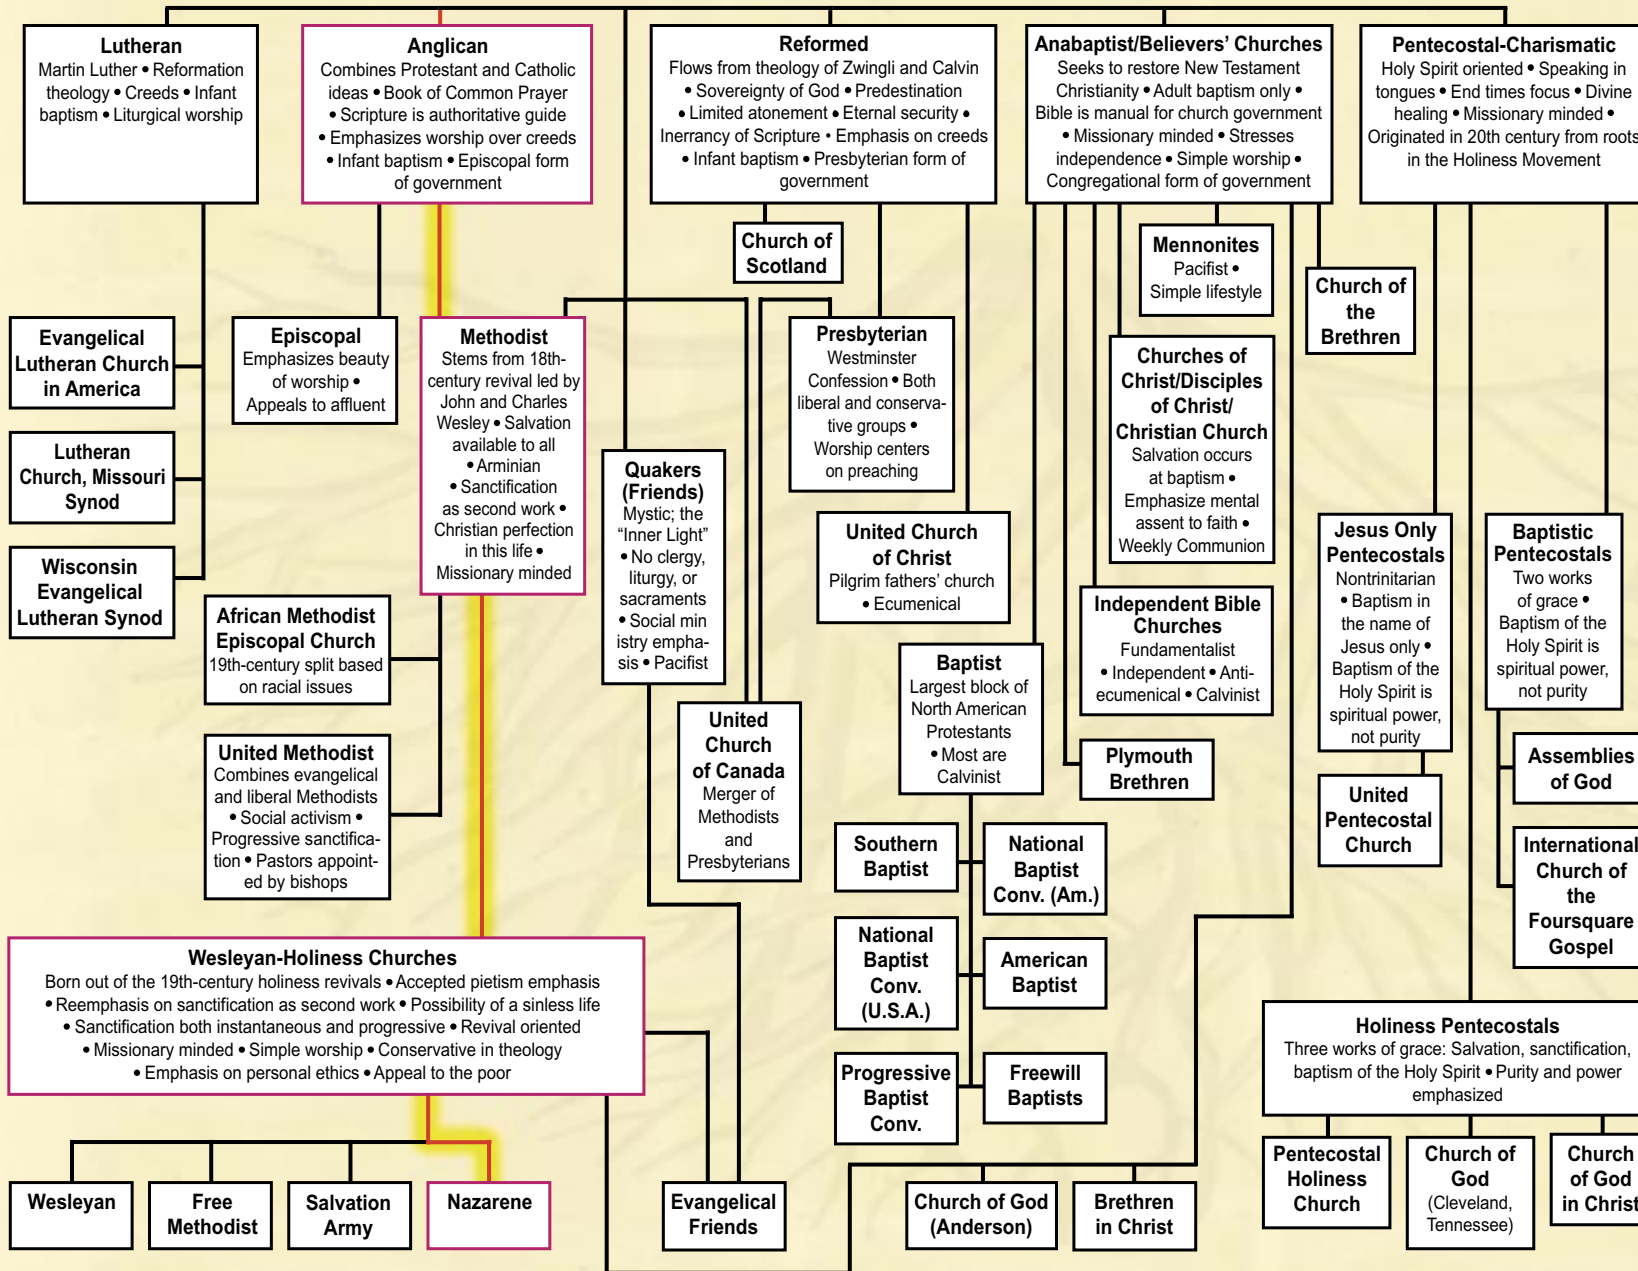 Lutheran
Martin Luther • Reformation
theology • Creeds • Infant
baptism • Liturgical worship
Anglican
Combines Protestant and Catholic
ideas • Book of Common Prayer
• Scripture is authoritative guide
• Emphasizes worship over creeds
• Infant baptism • Episcopal form
of government
Reformed
Flows from theology of Zwingli and Calvin
• Sovereignty of God • Predestination
• Limited atonement • Eternal security •
Inerrancy of Scripture • Emphasis on creeds
• Infant baptism • Presbyterian form of
government
Anabaptist/Believers' Churches
Seeks to restore New Testament
Christianity • Adult baptism only •
Bible is manual for church government
• Missionary minded • Stresses
independence • Simple worship •
Congregational form of government
Pentecostal-Charismatic
Holy Spirit oriented • Speaking in
tongues • End times focus • Divine
healing • Missionary minded •
Originated in 20th century from roots
in the Holiness Movement
Church of
Scotland
Mennonites
Pacifist •
Simple lifestyle
Church of
the
Brethren
Evangelical
Lutheran Church
in America
Episcopal
Emphasizes beauty
of worship •
Appeals to affluent
Methodist
Stems from 18th-
century revival led by
John and Charles
Wesley • Salvation
available to all
• Arminian
• Sanctification
as second work •
Christian perfection
in this life •
Missionary minded
Presbyterian
Westminster
Confession • Both
liberal and conserva-
tive groups •
Worship centers
on preaching
Churches of
Christ/Disciples
of Christ/
Christian Church
Salvation occurs
at baptism •
Emphasize mental
assent to faith •
Weekly Communion
Lutheran
Church, Missouri
Synod
Quakers
(Friends)
Mystic; the
“Inner Light”
• No clergy,
liturgy, or
sacraments
• Social min
istry empha-
sis • Pacifist
United Church
of Christ
Pilgrim fathers' church
• Ecumenical
Jesus Only
Pentecostals
Nontrinitarian
• Baptism in
the name of
Jesus only •
Baptism of the
Holy Spirit is
spiritual power,
not purity
Baptistic
Pentecostals
Two works
of grace •
Baptism of the
Holy Spirit is
spiritual power,
not purity
Wisconsin
Evangelical
Lutheran Synod
African Methodist
Episcopal Church
19th-century split based
on racial issues
Independent Bible
Churches
Fundamentalist
• Independent • Anti-
ecumenical • Calvinist
Baptist
Largest block of
North American
Protestants
• Most are
Calvinist
United
Church
of Canada
Merger of
Methodists
and
Presbyterians
United Methodist
Combines evangelical
and liberal Methodists
• Social activism •
Progressive sanctifica-
tion • Pastors appoint-
ed by bishops
Plymouth
Brethren
Assemblies
of God
United
Pentecostal
Church
Southern
Baptist
National
Baptist
Conv. (Am.)
International
Church of
the
Foursquare
Gospel
National
Baptist
Conv.
(U.S.A.)
American
Baptist
Wesleyan-Holiness Churches
Born out of the 19th-century holiness revivals • Accepted pietism emphasis
• Reemphasis on sanctification as second work • Possibility of a sinless life
• Sanctification both instantaneous and progressive • Revival oriented
• Missionary minded • Simple worship • Conservative in theology
• Emphasis on personal ethics • Appeal to the poor
Holiness Pentecostals
Three works of grace: Salvation, sanctification,
baptism of the Holy Spirit • Purity and power
emphasized
Progressive
Baptist
Conv.
Freewill
Baptists
Wesleyan
Free
Methodist
Salvation
Army
Nazarene
Evangelical
Friends
Church of God
(Anderson)
Brethren
in Christ
Pentecostal
Holiness
Church
Church of
God
(Cleveland,
Tennessee)
Church
of God
in Christ